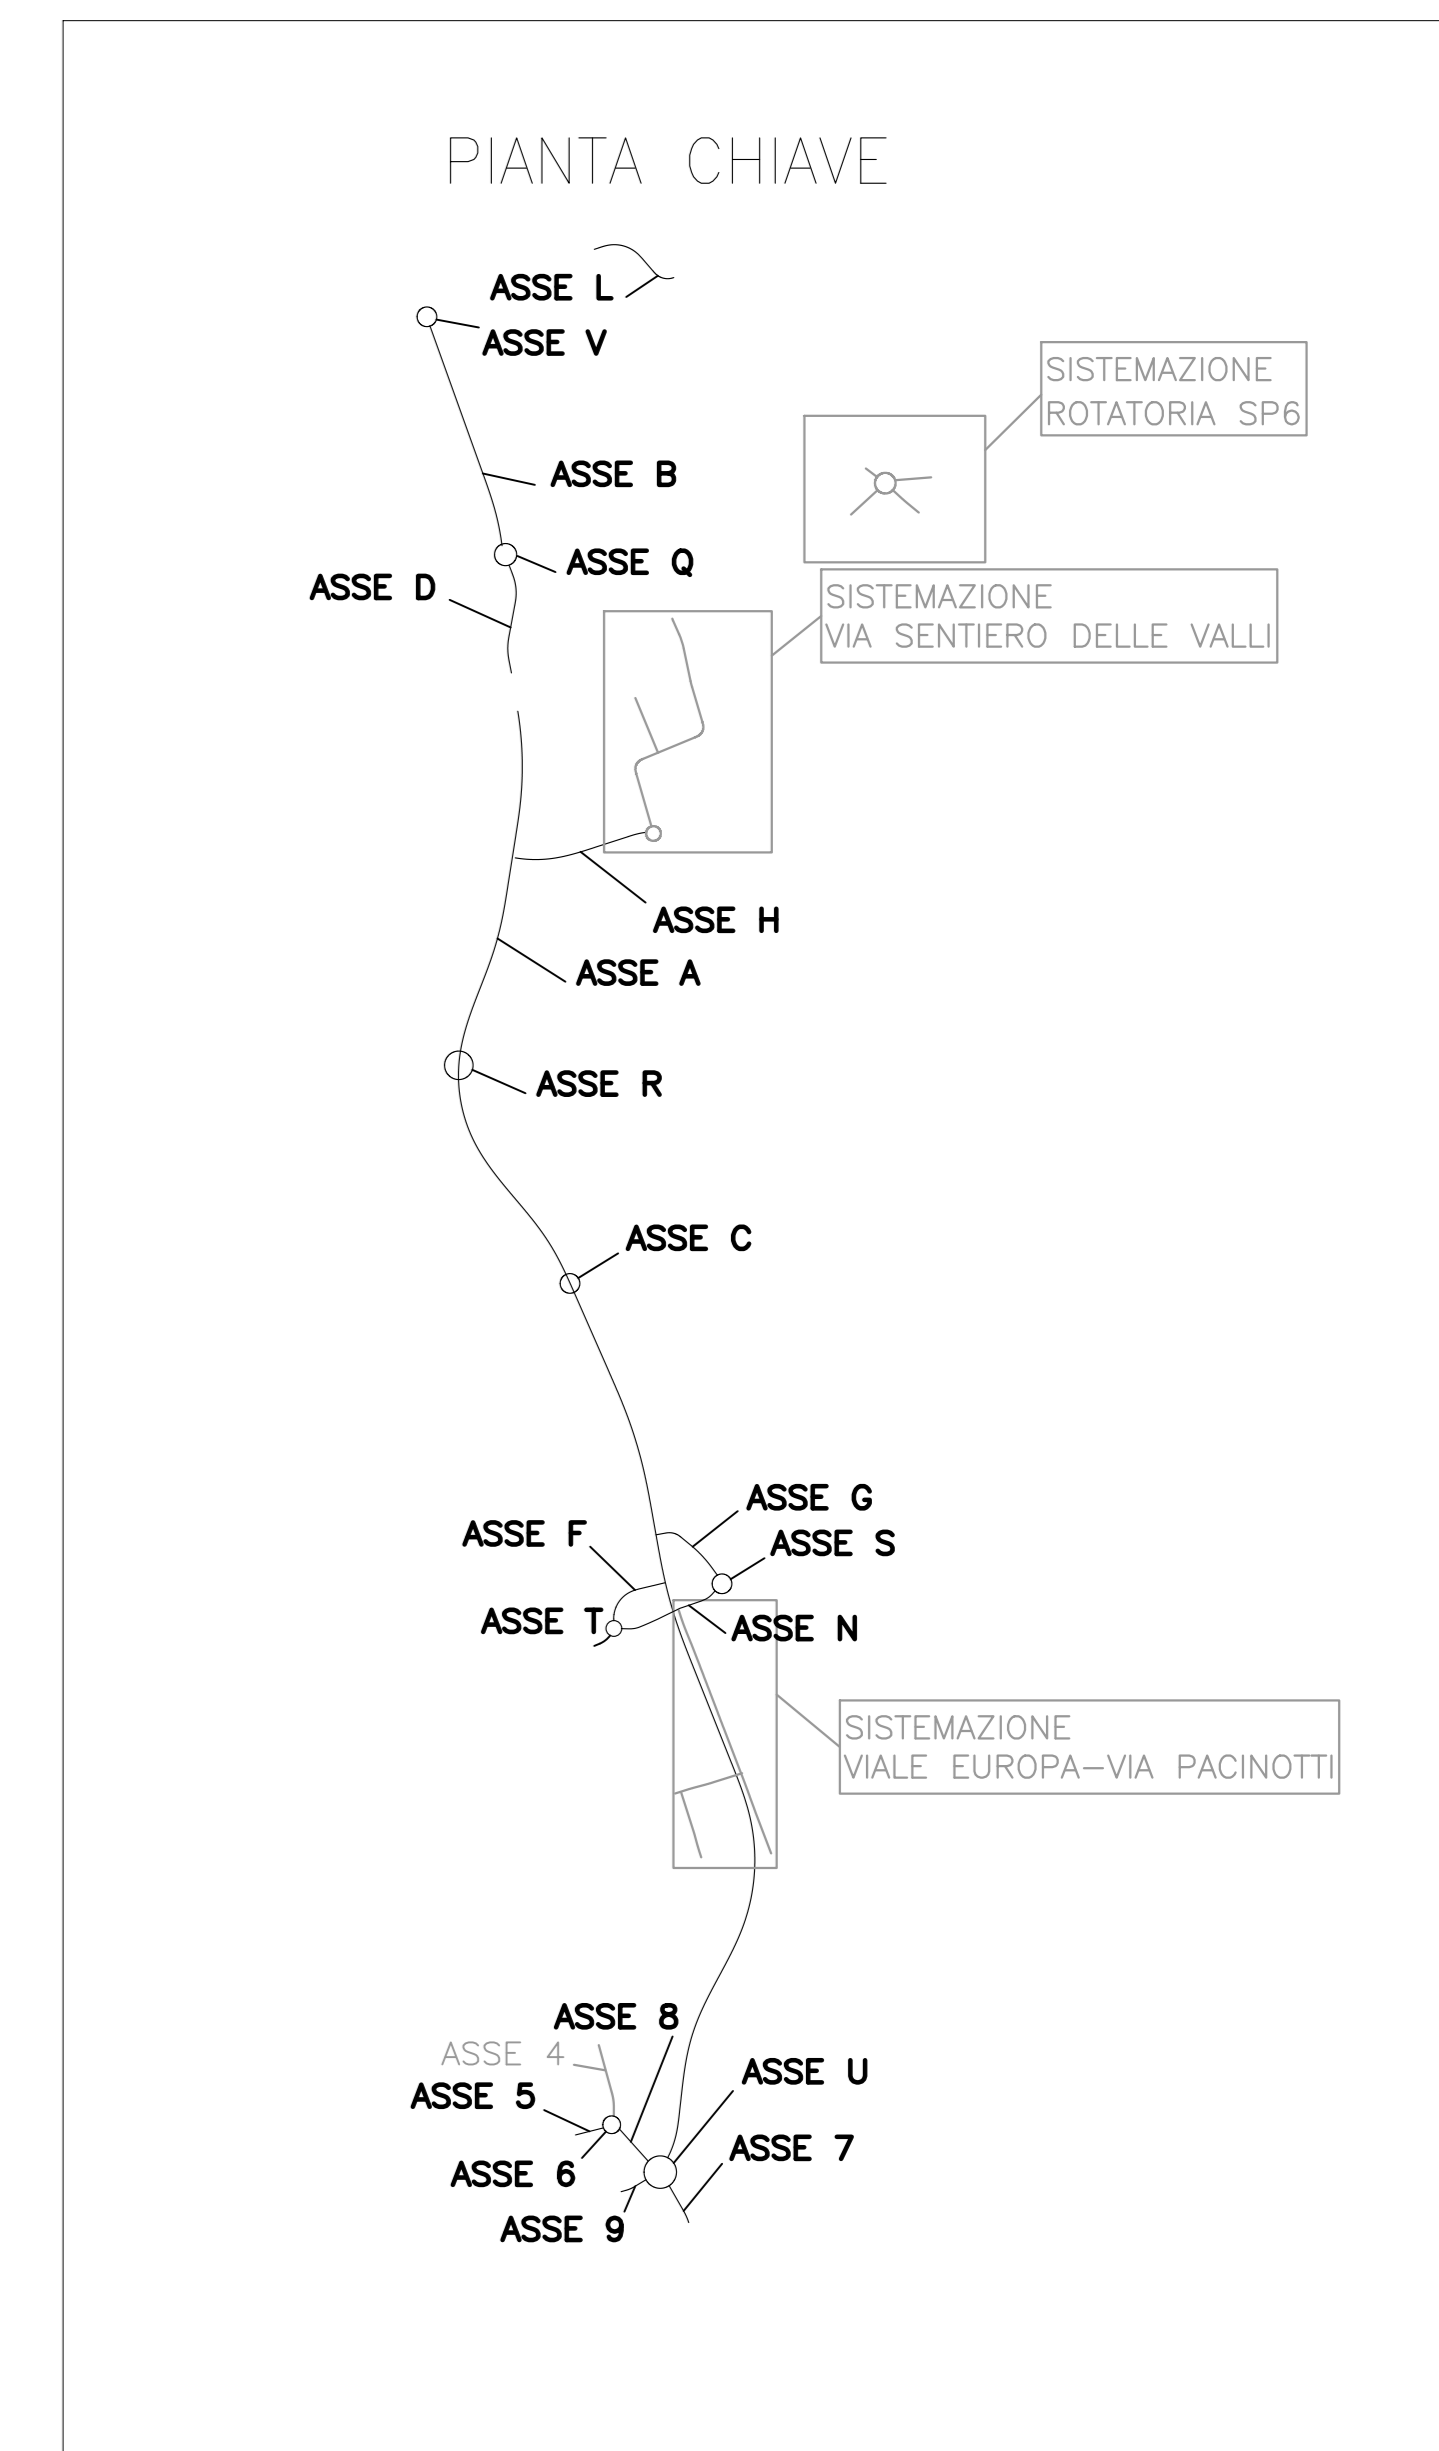 PIANTA CHIAVE
ASSE L
ASSE V
SISTEMAZIONE
ROTATORIA SP6
ASSE B
ASSE Q
ASSE D
SISTEMAZIONE
VIA SENTIERO DELLE VALLI
ASSE H
ASSE A
ASSE R
ASSE C
ASSE G
ASSE F
ASSE S
ASSE T
ASSE N
SISTEMAZIONE
VIALE EUROPA-VIA PACINOTTI
ASSE 8
ASSE 4
ASSE U
ASSE 5
ASSE 7
ASSE 6
ASSE 9